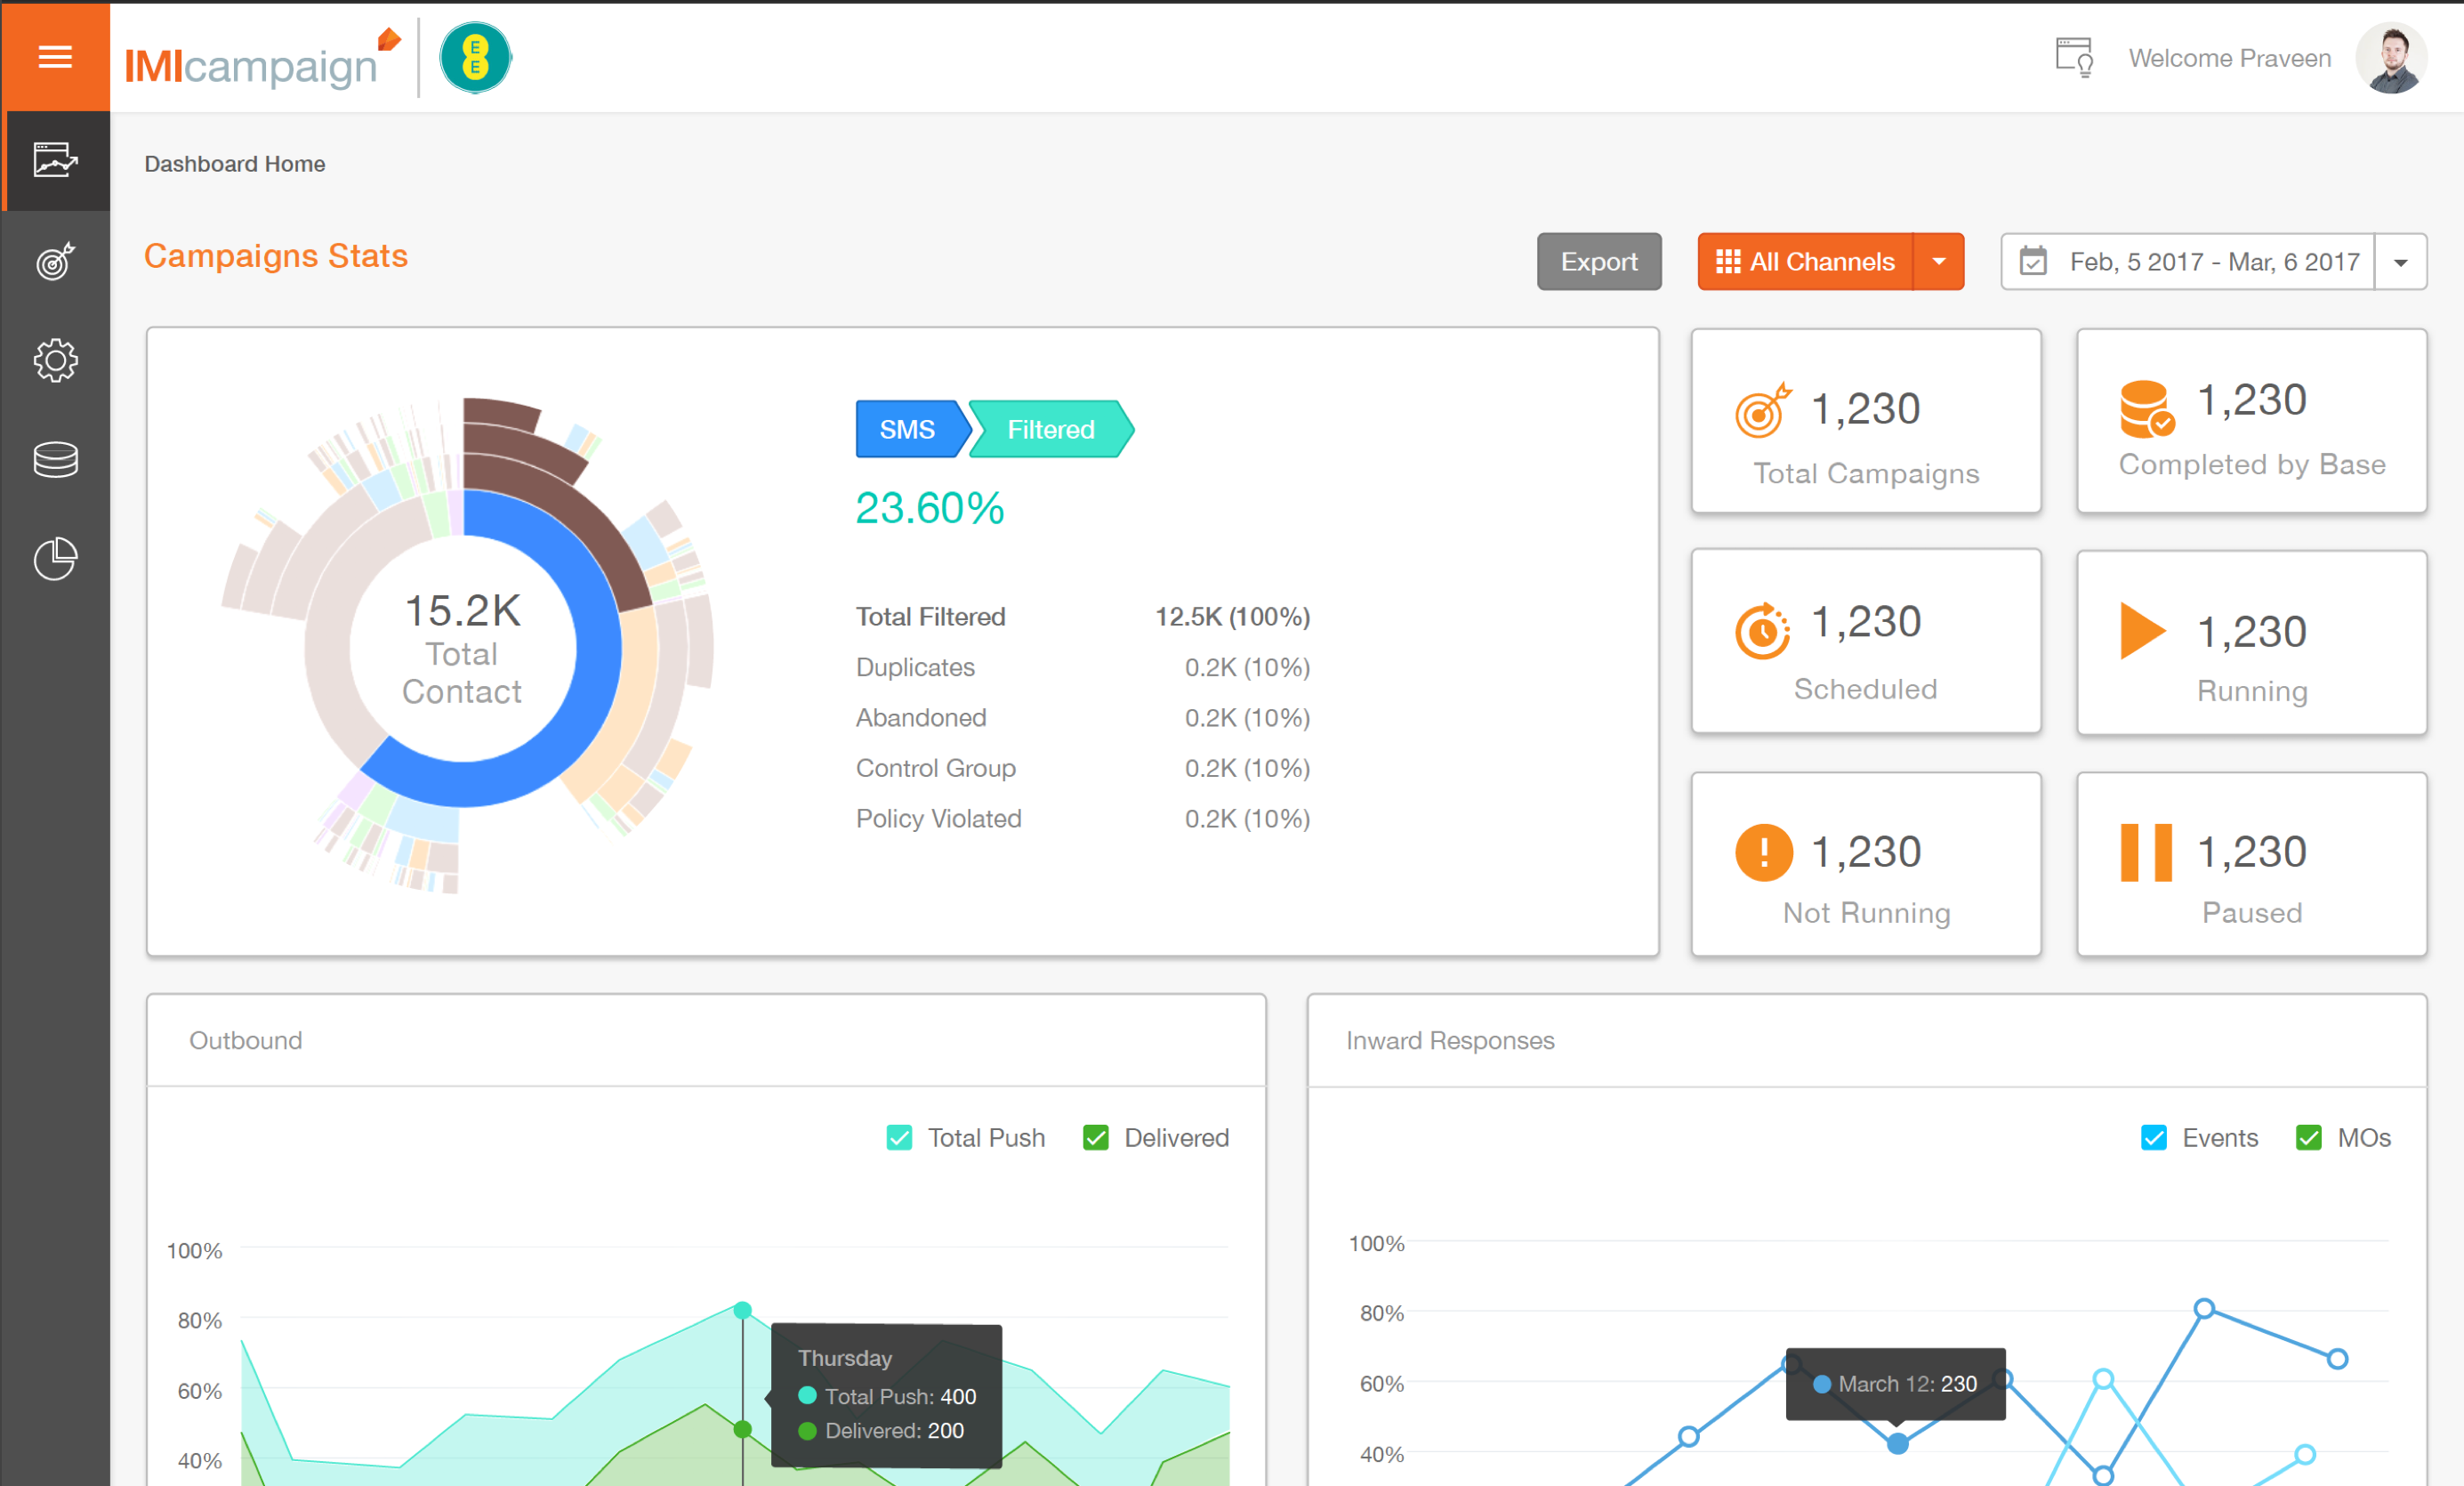 IMIcampaign
E
E
Welcome Praveen
Dashboard Home
Campaigns Stats
Export
All Channels
Feb, 5 2017 - Mar, 6 2017
15.2K
Total
Contact
SMS
Filtered
23.60%
Total Filtered 12.5K (100%)
Duplicates 0.2K (10%)
Abandoned 0.2K (10%)
Control Group 0.2K (10%)
Policy Violated 0.2K (10%)
1,230
Total Campaigns
1,230
Completed by Base
1,230
Scheduled
1,230
Running
1,230
Not Running
1,230
Paused
Outbound
Total Push
Delivered
100%
80%
60%
40%
Thursday
Total Push: 400
Delivered: 200
Inward Responses
Events
MOs
100%
80%
60%
40%
March 12: 230